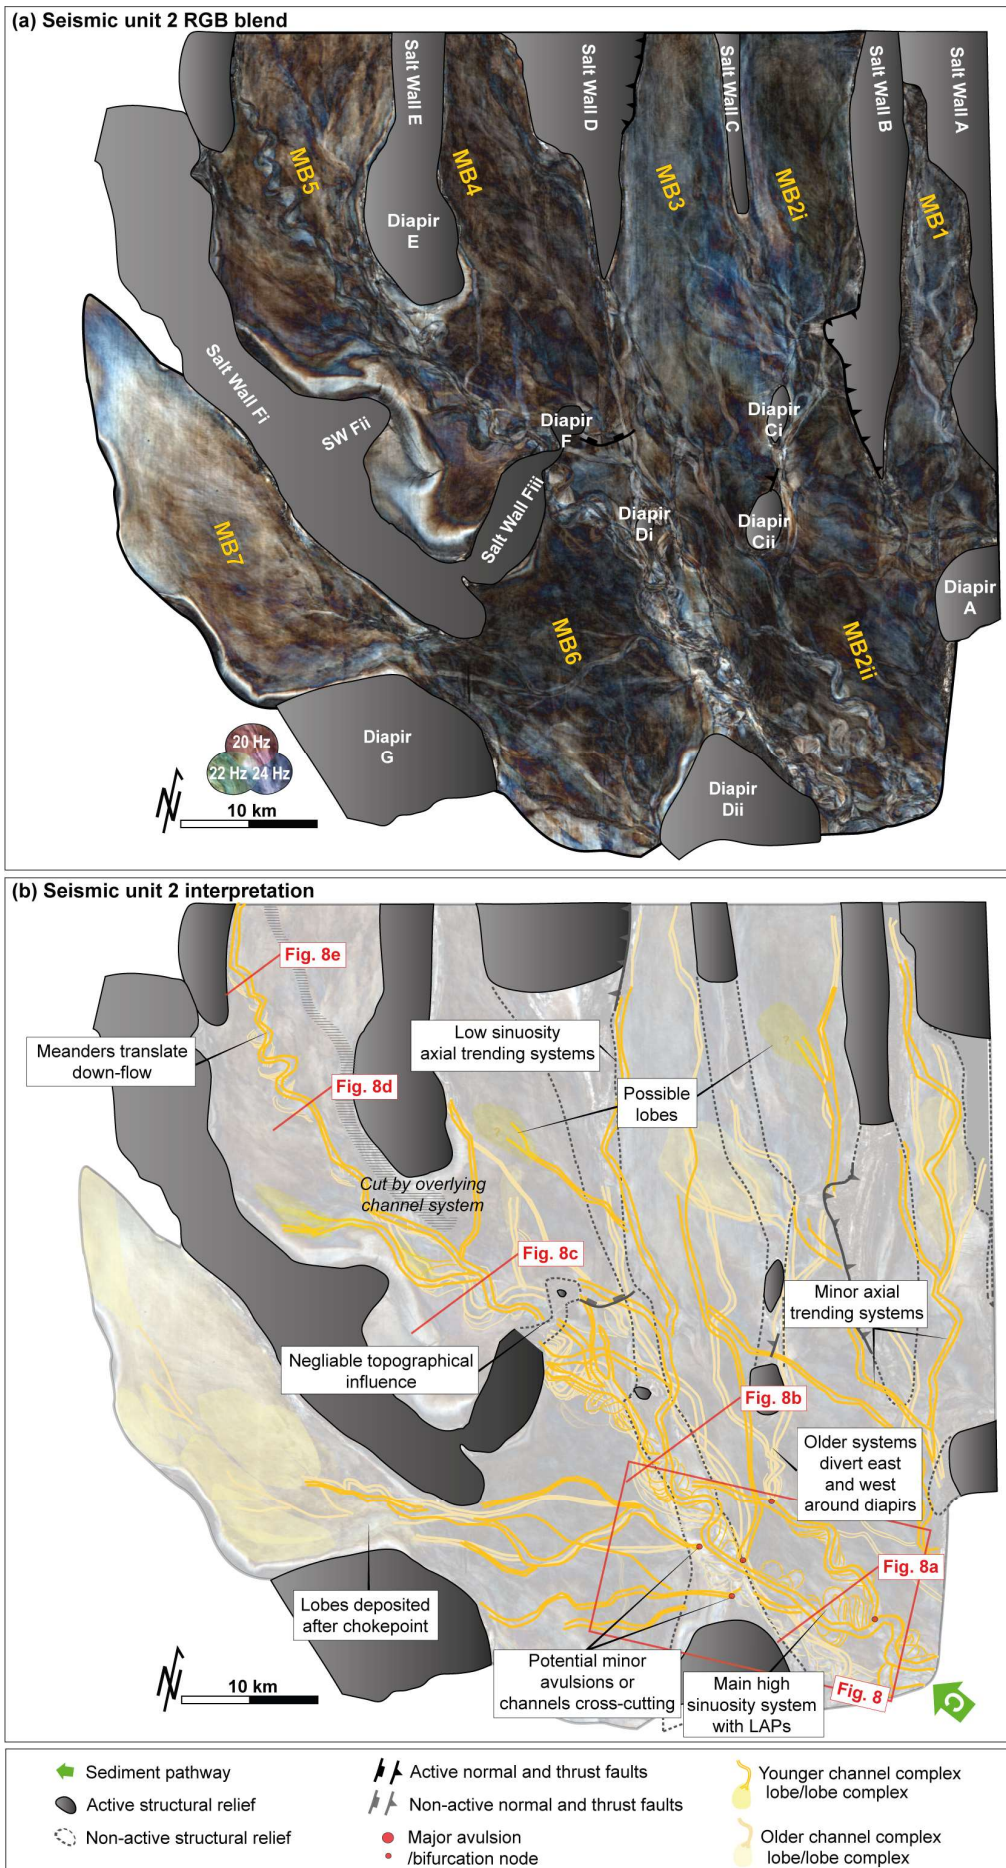 (a) Seismic unit 2 RGB blend
Salt Wall E
Salt Wall D
Salt Wall C
Salt Wall B
Salt Wall A
MB5
MB4
MB3
MB2i
MB1
Diapir
E
Salt Wall Fi
SW Fii
Diapir
F
Diapir
Ci
Salt Wall Fiii
Diapir
Di
Diapir
Cii
MB7
Diapir
A
MB6
MB2ii
20 Hz
22 Hz
24 Hz
Diapir
G
Diapir
Dii
N
10 km
(b) Seismic unit 2 interpretation
Fig. 8e
Meanders translate
down-flow
Low sinuosity
axial trending systems
Fig. 8d
Possible
lobes
?
?
Cut by overlying
channel system
Fig. 8c
Minor axial
trending systems
Negliable topographical
influence
Fig. 8b
Older systems
divert east
and west
around diapirs
Fig. 8a
Lobes deposited
after chokepoint
Potential minor
avulsions or
channels cross-cutting
Main high
sinuosity system
with LAPs
Fig. 8
C
N
10 km
Sediment pathway
Active structural relief
Non-active structural relief
Active normal and thrust faults
Non-active normal and thrust faults
Major avulsion
/bifurcation node
Younger channel complex
lobe/lobe complex
Older channel complex
lobe/lobe complex